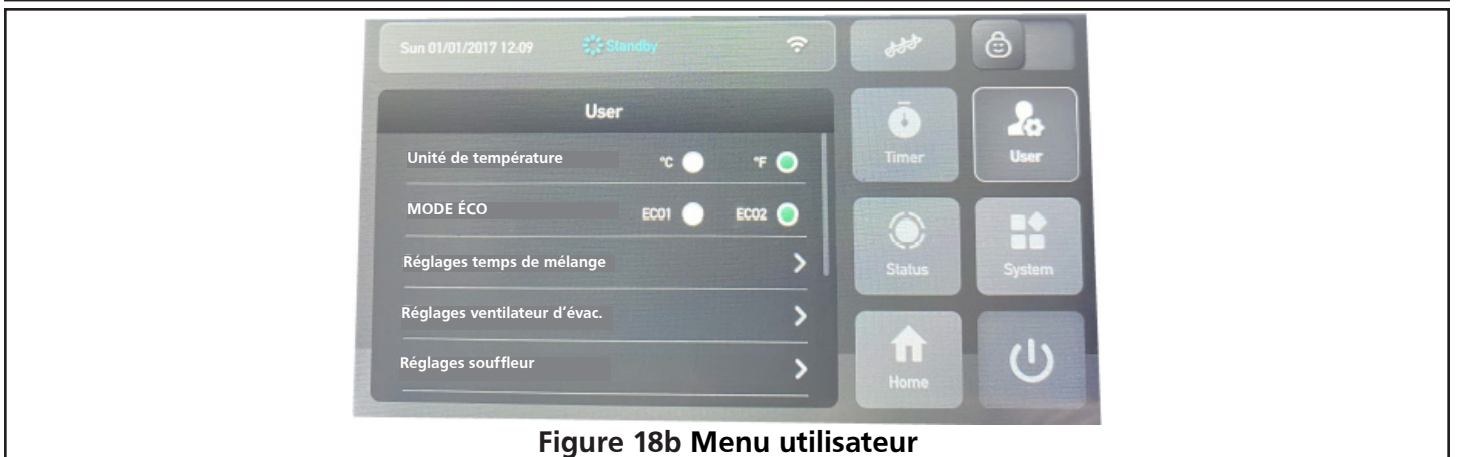 Sun 01/01/2017 12:09 Standby
User
Unité de température °C °F
MODE ÉCO ECO1 ECO2
Réglages temps de mélange
Réglages ventilateur d’évac.
Réglages souffleur
Timer User
Status System
Home
Figure 18b Menu utilisateur